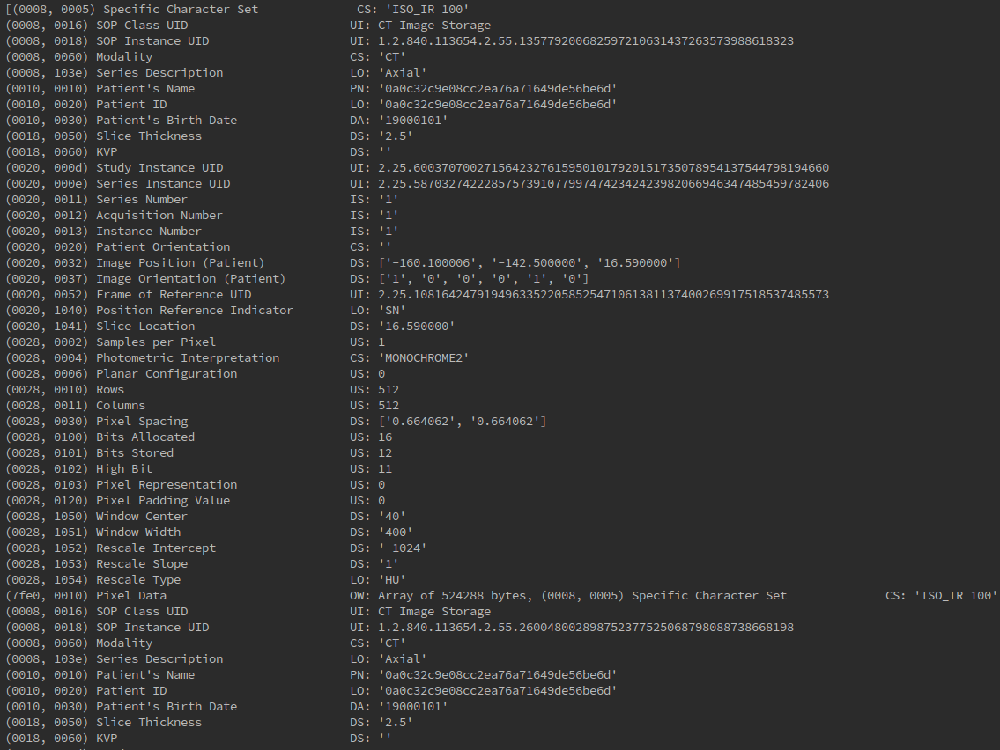 [(0008, 0005) Specific Character Set CS: 'ISO_IR 100'
(0008, 0016) SOP Class UID UI: CT Image Storage
(0008, 0018) SOP Instance UID UI: 1.2.840.113654.2.55.135779200682597210631437263573988618323
(0008, 0060) Modality CS: 'CT'
(0008, 103e) Series Description LO: 'Axial'
(0010, 0010) Patient's Name PN: '0a0c32c9e08cc2ea76a71649de56be6d'
(0010, 0020) Patient ID LO: '0a0c32c9e08cc2ea76a71649de56be6d'
(0010, 0030) Patient's Birth Date DA: '19000101'
(0018, 0050) Slice Thickness DS: '2.5'
(0018, 0060) KVP DS: ''
(0020, 000d) Study Instance UID UI: 2.25.60037070027156423276159501017920151735078954137544798194660
(0020, 000e) Series Instance UID UI: 2.25.58703274222857573910779974742342423982066946347485459782406
(0020, 0011) Series Number IS: '1'
(0020, 0012) Acquisition Number IS: '1'
(0020, 0013) Instance Number IS: '1'
(0020, 0020) Patient Orientation CS: ''
(0020, 0032) Image Position (Patient) DS: ['-160.100006', '-142.500000', '16.590000']
(0020, 0037) Image Orientation (Patient) DS: ['1', '0', '0', '0', '1', '0']
(0020, 0052) Frame of Reference UID UI: 2.25.10816424791949633522058525471061381137400269917518537485573
(0020, 1040) Position Reference Indicator LO: 'SN'
(0020, 1041) Slice Location DS: '16.590000'
(0028, 0002) Samples per Pixel US: 1
(0028, 0004) Photometric Interpretation CS: 'MONOCHROME2'
(0028, 0006) Planar Configuration US: 0
(0028, 0010) Rows US: 512
(0028, 0011) Columns US: 512
(0028, 0030) Pixel Spacing DS: ['0.664062', '0.664062']
(0028, 0100) Bits Allocated US: 16
(0028, 0101) Bits Stored US: 12
(0028, 0102) High Bit US: 11
(0028, 0103) Pixel Representation US: 0
(0028, 0120) Pixel Padding Value US: 0
(0028, 1050) Window Center DS: '40'
(0028, 1051) Window Width DS: '400'
(0028, 1052) Rescale Intercept DS: '-1024'
(0028, 1053) Rescale Slope DS: '1'
(0028, 1054) Rescale Type LO: 'HU'
(7fe0, 0010) Pixel Data OW: Array of 524288 bytes, (0008, 0005) Specific Character Set CS: 'ISO_IR 100'
(0008, 0016) SOP Class UID UI: CT Image Storage
(0008, 0018) SOP Instance UID UI: 1.2.840.113654.2.55.260048002898752377525068798088738668198
(0008, 0060) Modality CS: 'CT'
(0008, 103e) Series Description LO: 'Axial'
(0010, 0010) Patient's Name PN: '0a0c32c9e08cc2ea76a71649de56be6d'
(0010, 0020) Patient ID LO: '0a0c32c9e08cc2ea76a71649de56be6d'
(0010, 0030) Patient's Birth Date DA: '19000101'
(0018, 0050) Slice Thickness DS: '2.5'
(0018, 0060) KVP DS: ''